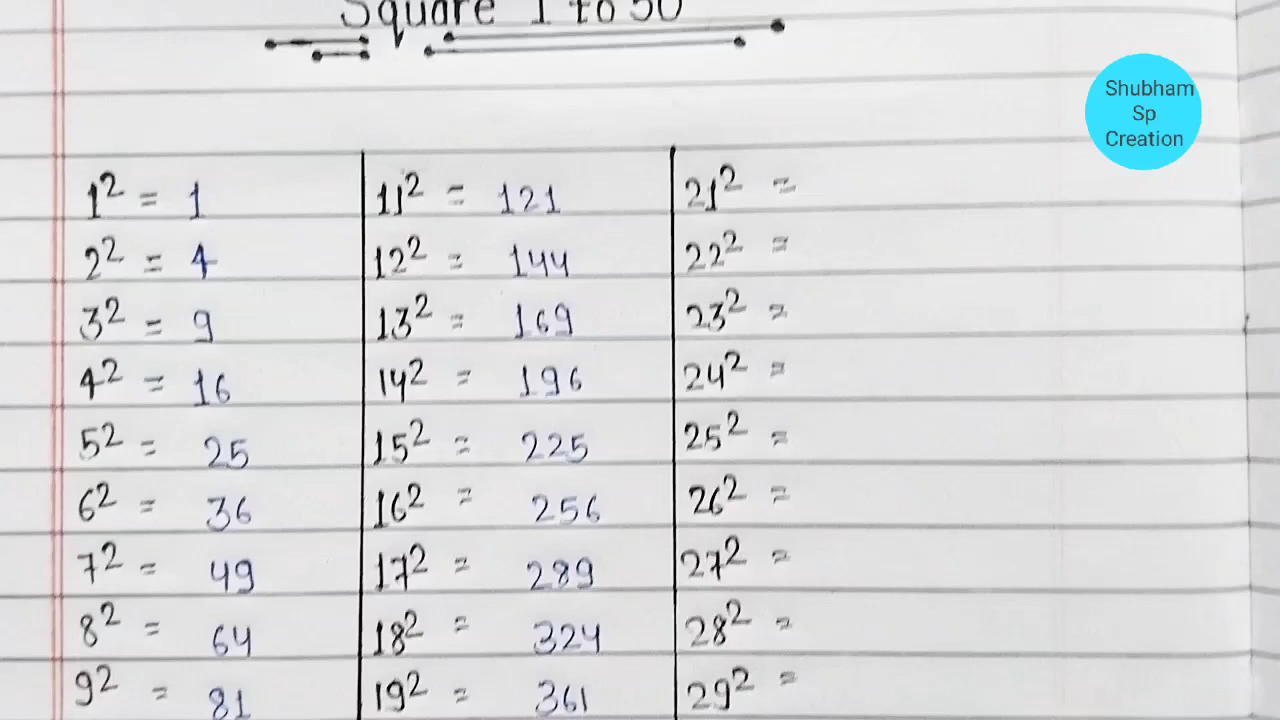 Square 1 to 50
Shubham
Sp
Creation
1² = 1
2² = 4
3² = 9
4² = 16
5² = 25
6² = 36
7² = 49
8² = 64
9² = 81
11² = 121
12² = 144
13² = 169
14² = 196
15² = 225
16² = 256
17² = 289
18² = 324
19² = 361
21² =
22² =
23² =
24² =
25² =
26² =
27² =
28² =
29² =